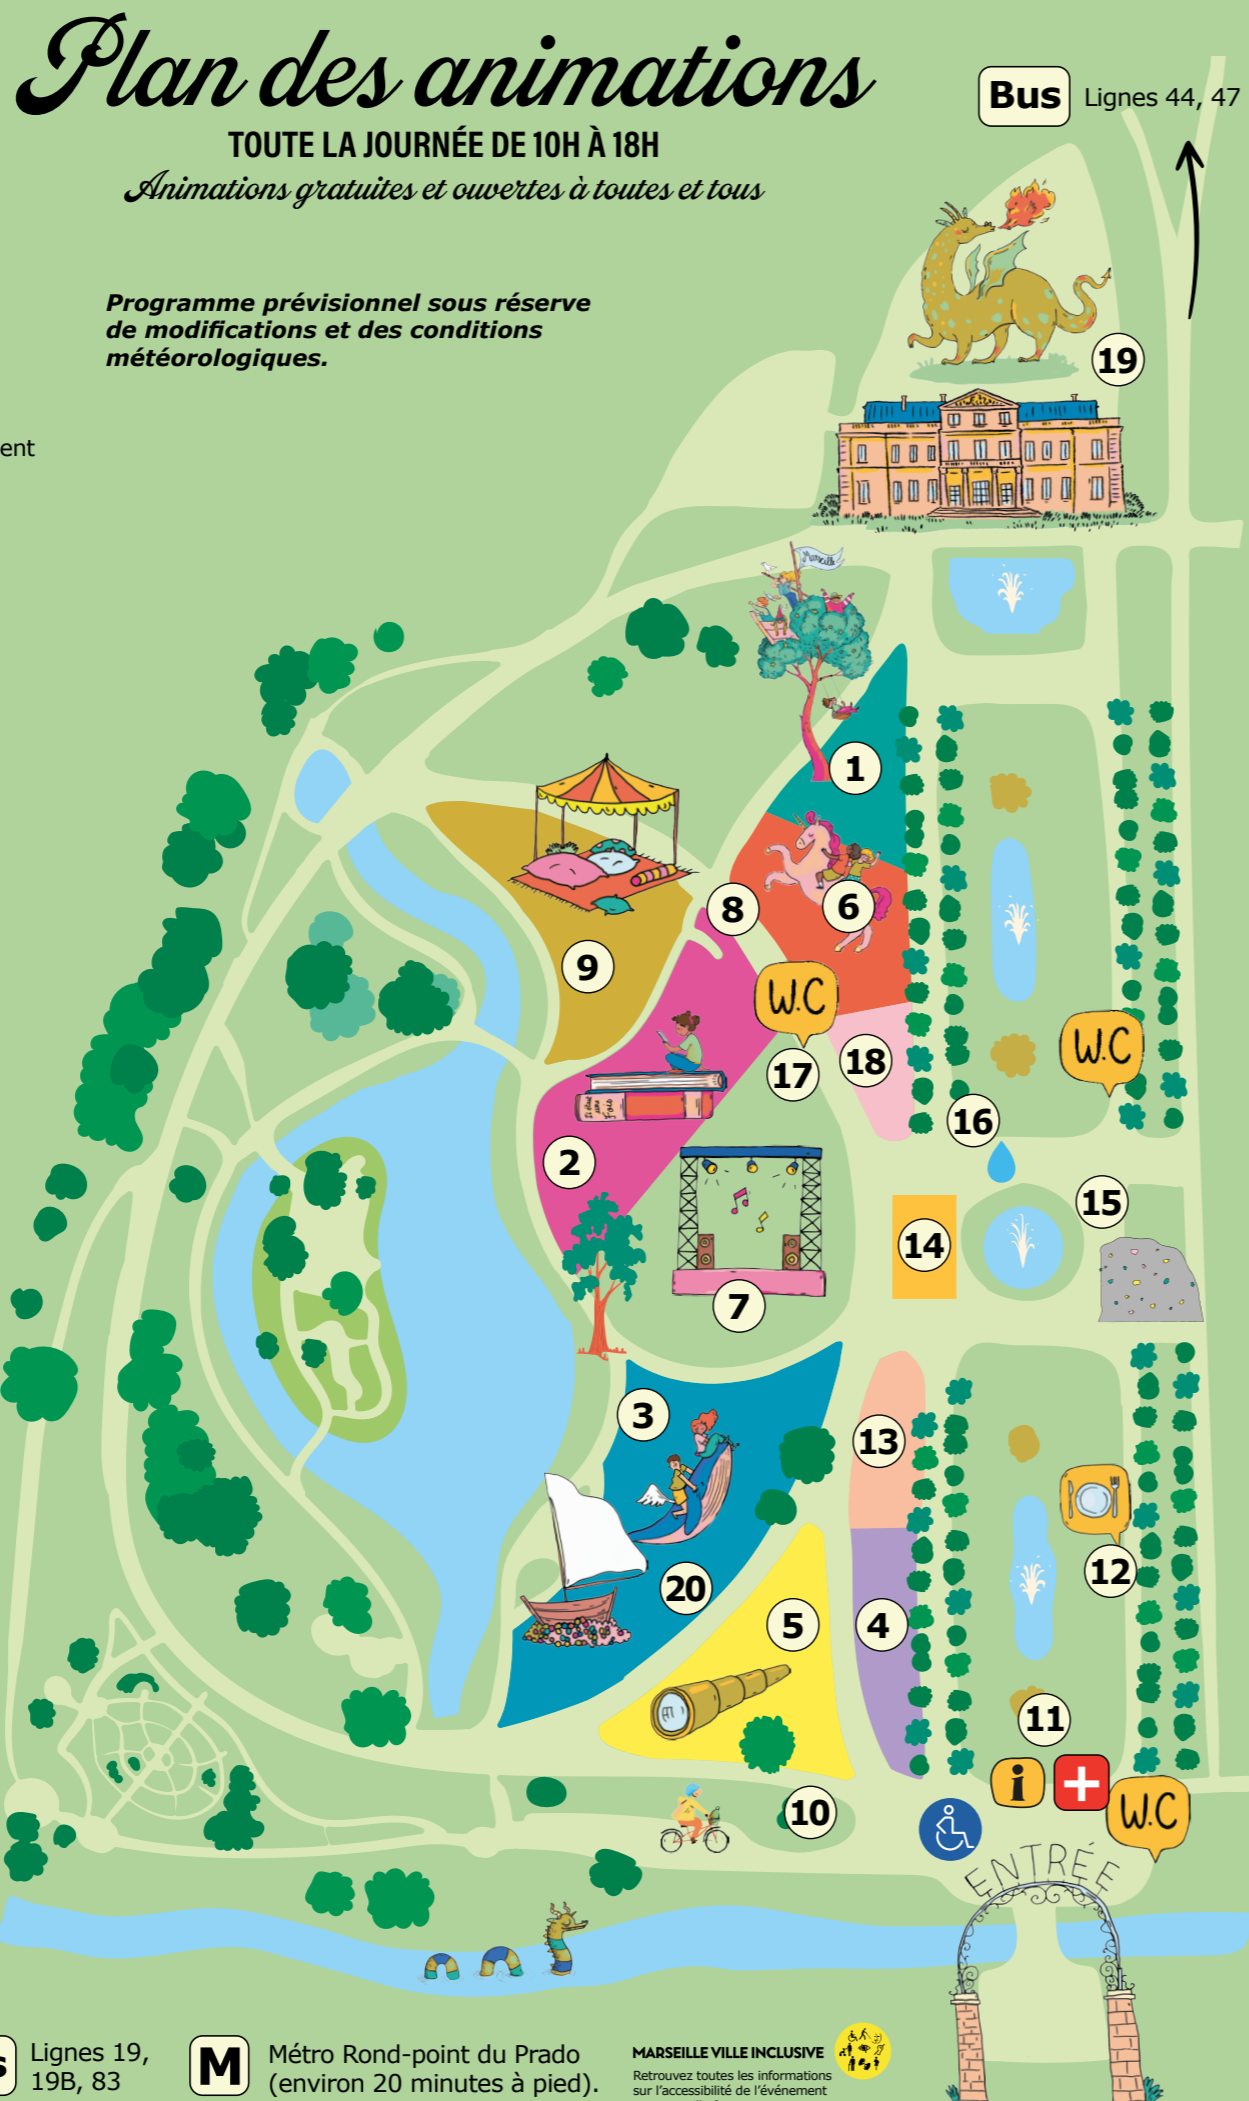 Plan des animations
TOUTE LA JOURNÉE DE 10H À 18H
Animations gratuites et ouvertes à toutes et tous
Bus Lignes 44, 47
Programme prévisionnel sous réserve
de modifications et des conditions
météorologiques.
19
ent
Marseille
1
8
6
9
W.C
17
18
W.C
2
16
15
14
7
3
13
12
20
5
4
11
i
W.C
10
ENTRÉE
s
Lignes 19,
19B, 83
M
Métro Rond-point du Prado
(environ 20 minutes à pied).
MARSEILLE VILLE INCLUSIVE
Retrouvez toutes les informations
sur l'accessibilité de l'événement